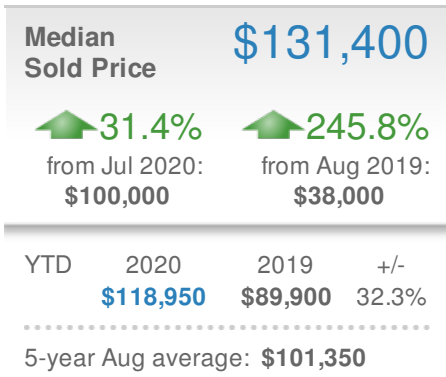 Median $131,400
Sold Price
31.4% 245.8%
from Jul 2020: from Aug 2019:
$100,000 $38,000
YTD 2020 2019 +/-
$118,950 $89,900 32.3%
5-year Aug average: $101,350